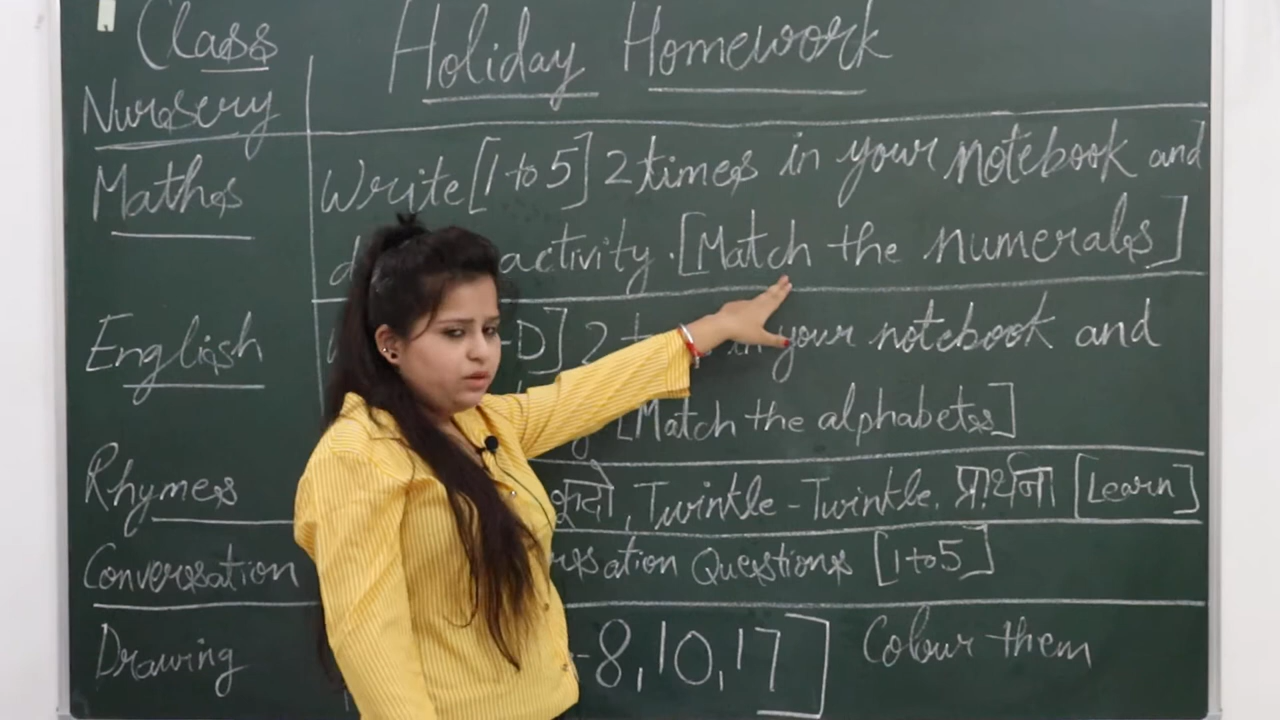 Class Holiday Homework
Nursery
Maths Write [1 to 5] 2 times in your notebook and
activity. [Match the numerals]
English D] 2 in your notebook and
[Match the alphabets]
Rhymes कूदो, Twinkle-Twinkle, प्रार्थना [Learn]
Conversation Questions [1 to 5]
Drawing -8, 10, 17] Colour them